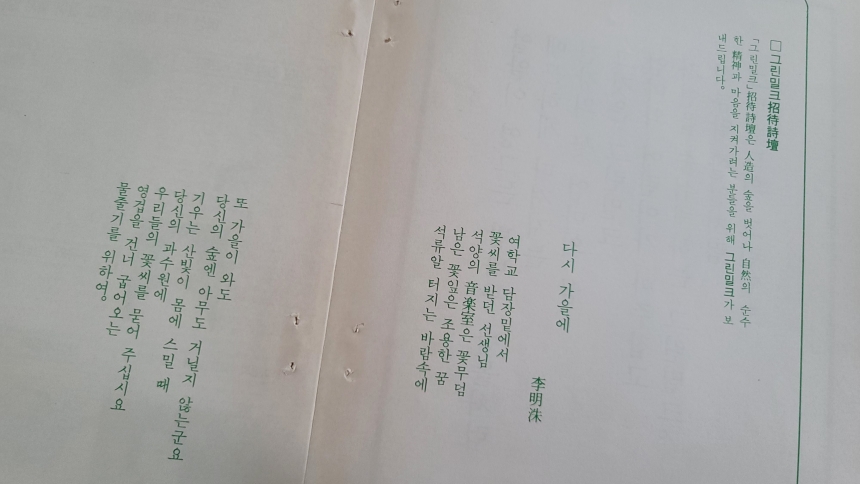 □ 그린밀크招待詩壇
「그린밀크」招待詩壇은 人造의 숲을 벗어나 自然의 순수
한 精神과 마음을 지켜가려는 분들을 위해 그린밀크가 보
내드립니다.
다시 가을에
李明洙
여학교 담장밑에서
꽃씨를 받던 선생님
석양의 音楽室은 꽃무덤
남은 꽃잎은 조용한 꿈
석류알 터지는 바람속에
또 가을이 와도
당신의 숲엔 아무도 거닐지 않는군요
기우는 산빛이 몸에 스밀 때
당신의 과수원에
우리들의 꽃씨를 묻어 주십시요
영겁을 건너 굽어오는
물줄기를 위하영